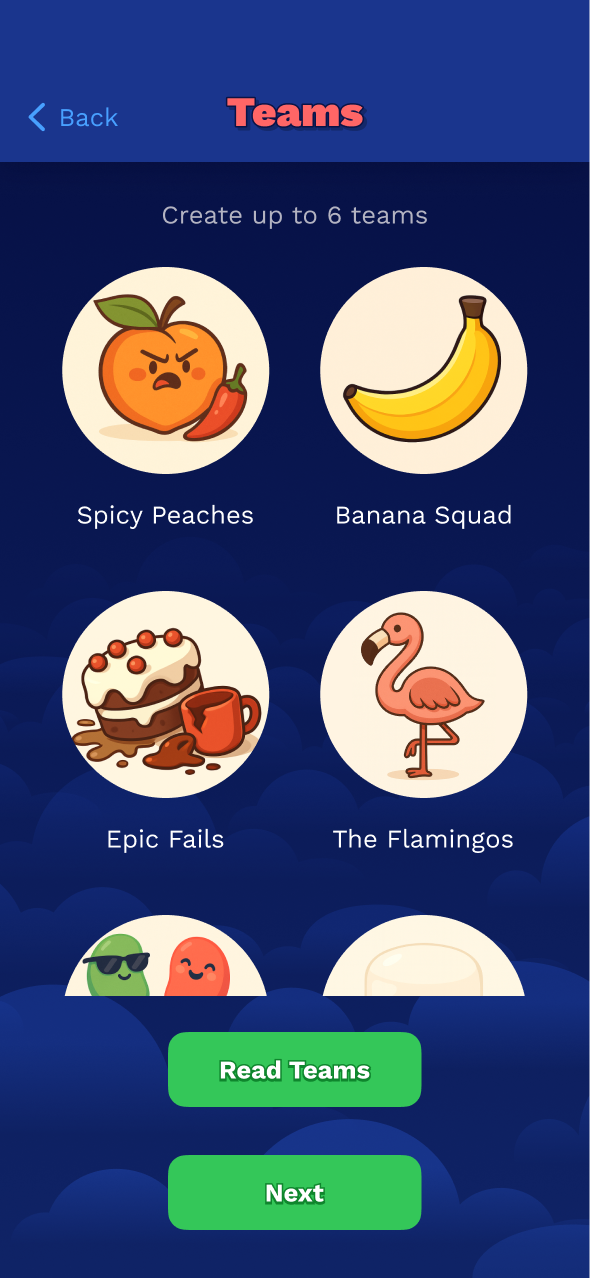 Back
Teams
Create up to 6 teams
Spicy Peaches
Banana Squad
Epic Fails
The Flamingos
Read Teams
Next